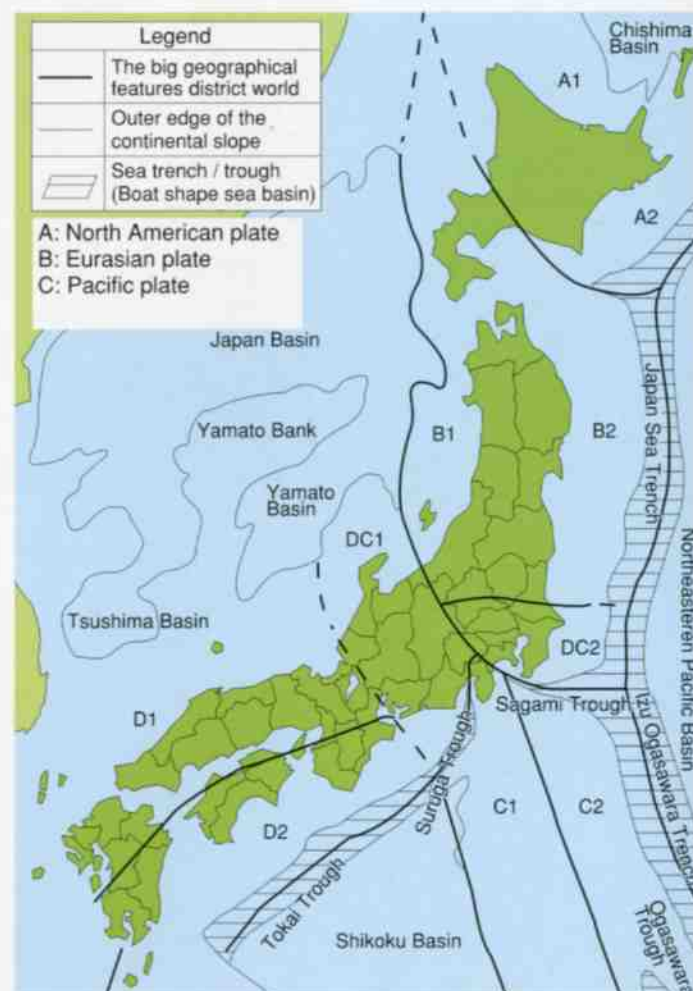 Legend
The big geographical
features district world
Outer edge of the
continental slope
Sea trench / trough
(Boat shape sea basin)
A: North American plate
B: Eurasian plate
C: Pacific plate
Chishima
Basin
A1
A2
Japan Basin
Yamato Bank
Yamato
Basin
B1
B2
Japan Sea Trench
DC1
Tsushima Basin
Northeasteren Pacific Basin
DC2
D1
Sagami Trough
Izu Ogasawara Trench
Suruga Trough
C1
C2
D2
Tokai Trough
Shikoku Basin
Ogasawara
Trough